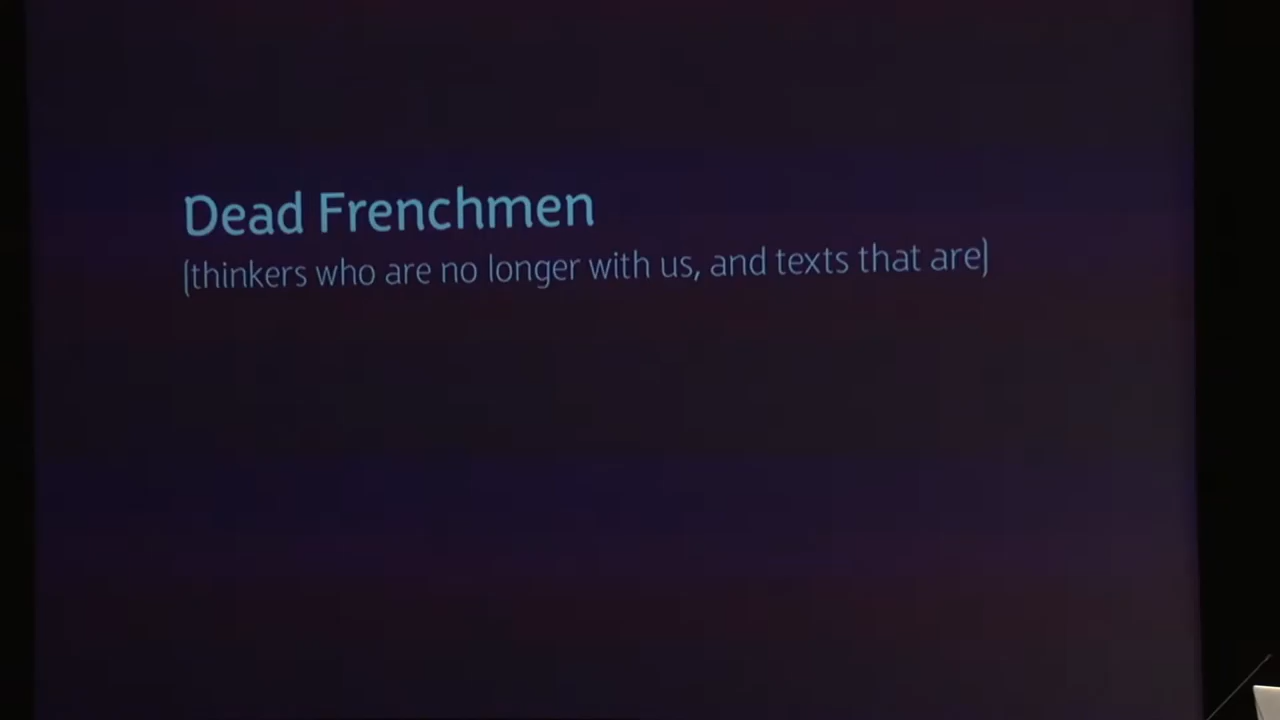 Dead Frenchmen
(thinkers who are no longer with us, and texts that are)